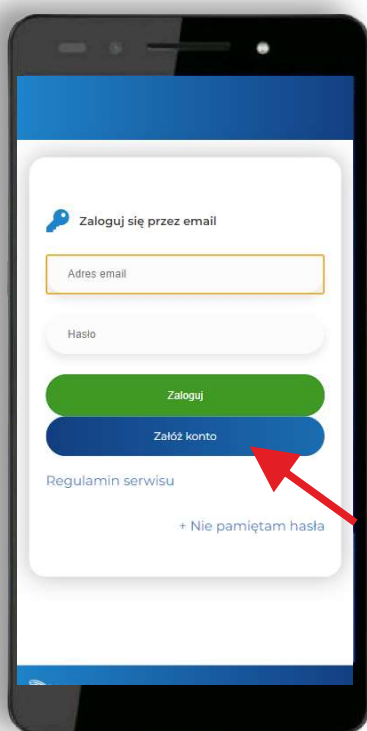 Zaloguj się przez email
Adres email
Hasło
Zaloguj
Załóż konto
Regulamin serwisu
+ Nie pamiętam hasła